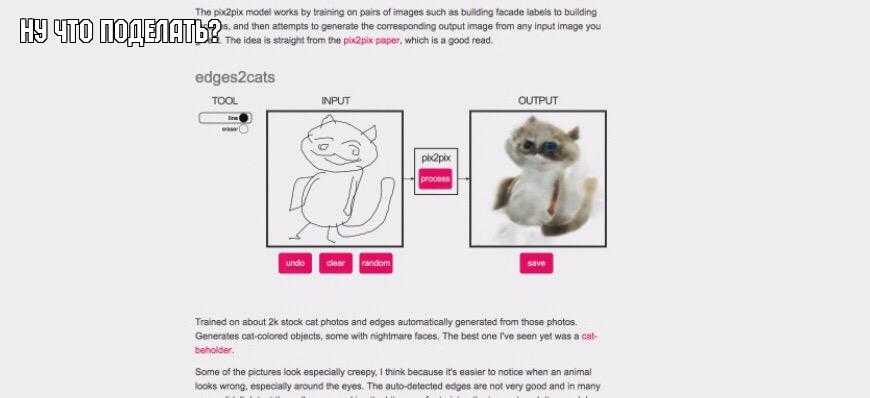 The pix2pix model works by training on pairs of images such as building facade labels to building
and then attempts to generate the corresponding output image from any input image you
The idea is straight from the pix2pix paper, which is a good read.
НУ ЧТО ПОДЕЛАТЬ?
edges2cats
TOOL
INPUT
OUTPUT
line
eraser
pix2pix
process
undo
clear
random
save
Trained on about 2k stock cat photos and edges automatically generated from those photos.
Generates cat-colored objects, some with nightmare faces. The best one I've seen yet was a cat-
beholder.
Some of the pictures look especially creepy, I think because it's easier to notice when an animal
looks wrong, especially around the eyes. The auto-detected edges are not very good and in many